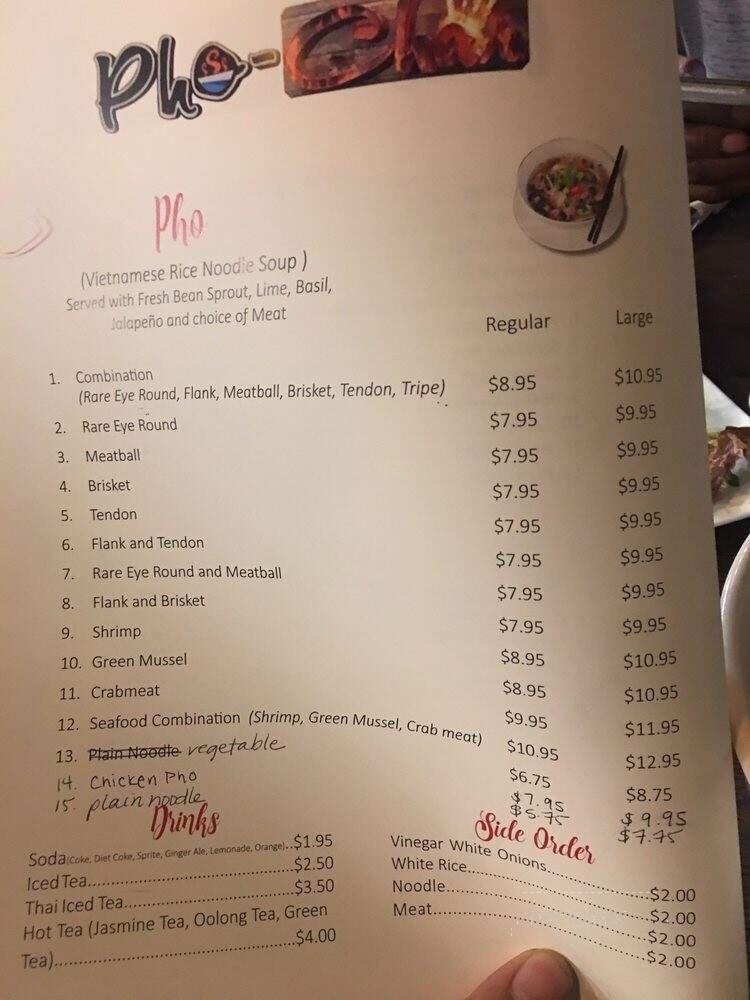 Pho-
Pho
(Vietnamese Rice Noodle Soup )
Served with Fresh Bean Sprout, Lime, Basil,
Jalapeño and choice of Meat
Regular Large
1. Combination
(Rare Eye Round, Flank, Meatball, Brisket, Tendon, Tripe) $8.95 $10.95
2. Rare Eye Round $7.95 $9.95
3. Meatball $7.95 $9.95
4. Brisket $7.95 $9.95
5. Tendon $7.95 $9.95
6. Flank and Tendon $7.95 $9.95
7. Rare Eye Round and Meatball $7.95 $9.95
8. Flank and Brisket $7.95 $9.95
9. Shrimp $8.95 $10.95
10. Green Mussel $8.95 $10.95
11. Crabmeat $9.95 $11.95
12. Seafood Combination (Shrimp, Green Mussel, Crab meat) $10.95 $12.95
13. Plain Noodle vegetable $6.75 $8.75
14. Chicken Pho $7.95 $9.95
15. plain noodle $5.75 $7.75
Drinks
Soda(Coke, Diet Coke, Sprite, Ginger Ale, Lemonade, Orange)..$1.95
Iced Tea..............................$2.50
Thai Iced Tea.........................$3.50
Hot Tea (Jasmine Tea, Oolong Tea, Green
Tea)..................................$4.00
Side Order
Vinegar White Onions..................$2.00
White Rice............................$2.00
Noodle................................$2.00
Meat..................................$2.00